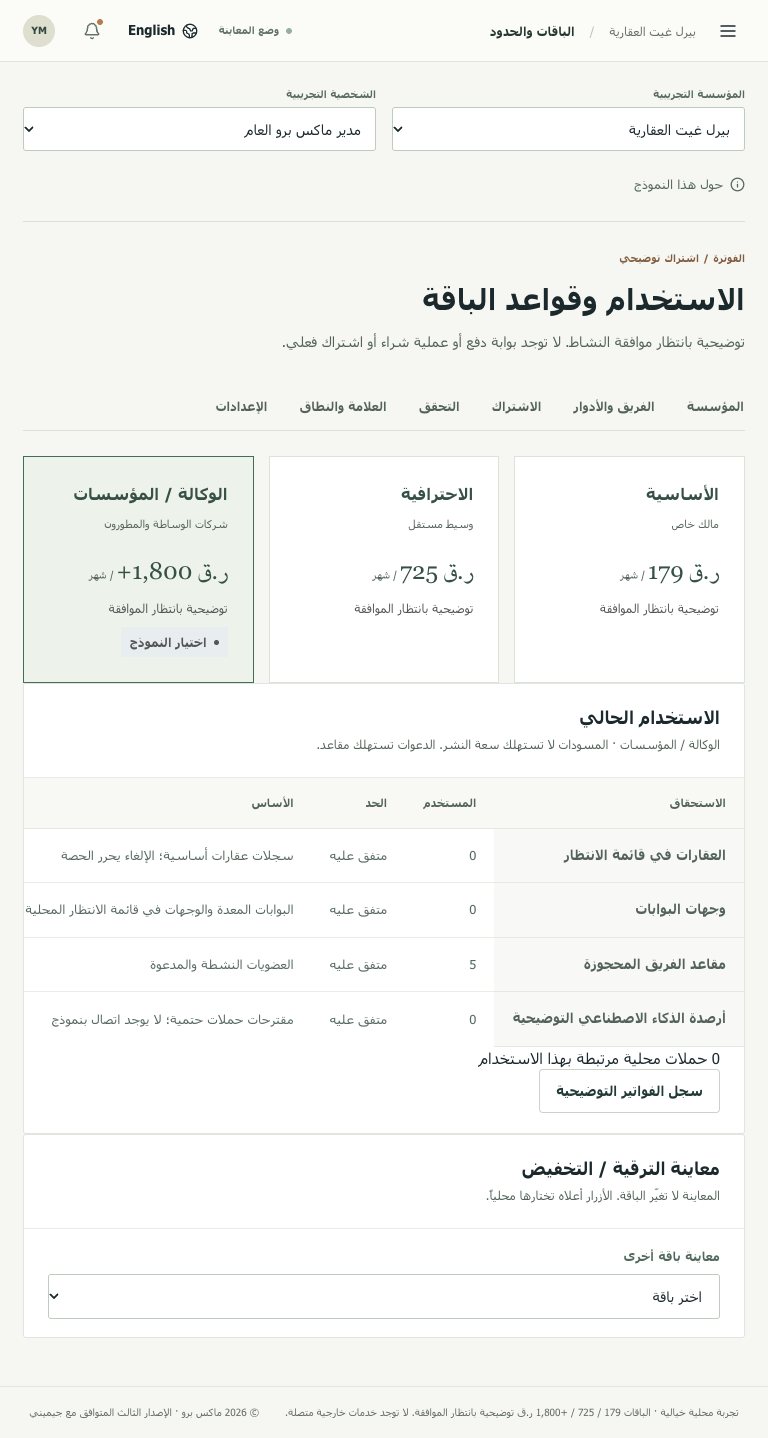 بيرل غيت العقارية / الباقات والحدود
وضع المعاينة
English
YM
المؤسسة التجريبية
بيرل غيت العقارية
الشخصية التجريبية
مدير ماكس برو العام
حول هذا النموذج
الفوترة / اشتراك توضيحي
الاستخدام وقواعد الباقة
توضيحية بانتظار موافقة النشاط. لا توجد بوابة دفع أو عملية شراء أو اشتراك فعلي.
المؤسسة الفريق والأدوار الاشتراك التحقق العلامة والنطاق الإعدادات
الأساسية
مالك خاص
ر.ق 179 / شهر
توضيحية بانتظار الموافقة
الاحترافية
وسيط مستقل
ر.ق 725 / شهر
توضيحية بانتظار الموافقة
الوكالة / المؤسسات
شركات الوساطة والمطورون
ر.ق 1,800+ / شهر
توضيحية بانتظار الموافقة
اختيار النموذج
الاستخدام الحالي
الوكالة / المؤسسات · المسودات لا تستهلك سعة النشر. الدعوات تستهلك مقاعد.
الاستحقاق المستخدم الحد الأساس
العقارات في قائمة الانتظار 0 متفق عليه سجلات عقارات أساسية؛ الإلغاء يحرر الحصة
وجهات البوابات 0 متفق عليه البوابات المعدة والوجهات في قائمة الانتظار المحلية
مقاعد الفريق المحجوزة 5 متفق عليه العضويات النشطة والمدعوة
أرصدة الذكاء الاصطناعي التوضيحية 0 متفق عليه مقترحات حملات حتمية؛ لا يوجد اتصال بنموذج
0 حملات محلية مرتبطة بهذا الاستخدام
سجل الفواتير التوضيحية
معاينة الترقية / التخفيض
المعاينة لا تغيّر الباقة. الأزرار أعلاه تختارها محلياً.
معاينة باقة أخرى
اختر باقة
تجربة محلية خيالية · الباقات 179 / 725 / 1,800+ ر.ق توضيحية بانتظار الموافقة. لا توجد خدمات خارجية متصلة.
© 2026 ماكس برو · الإصدار الثالث المتوافق مع جيميني